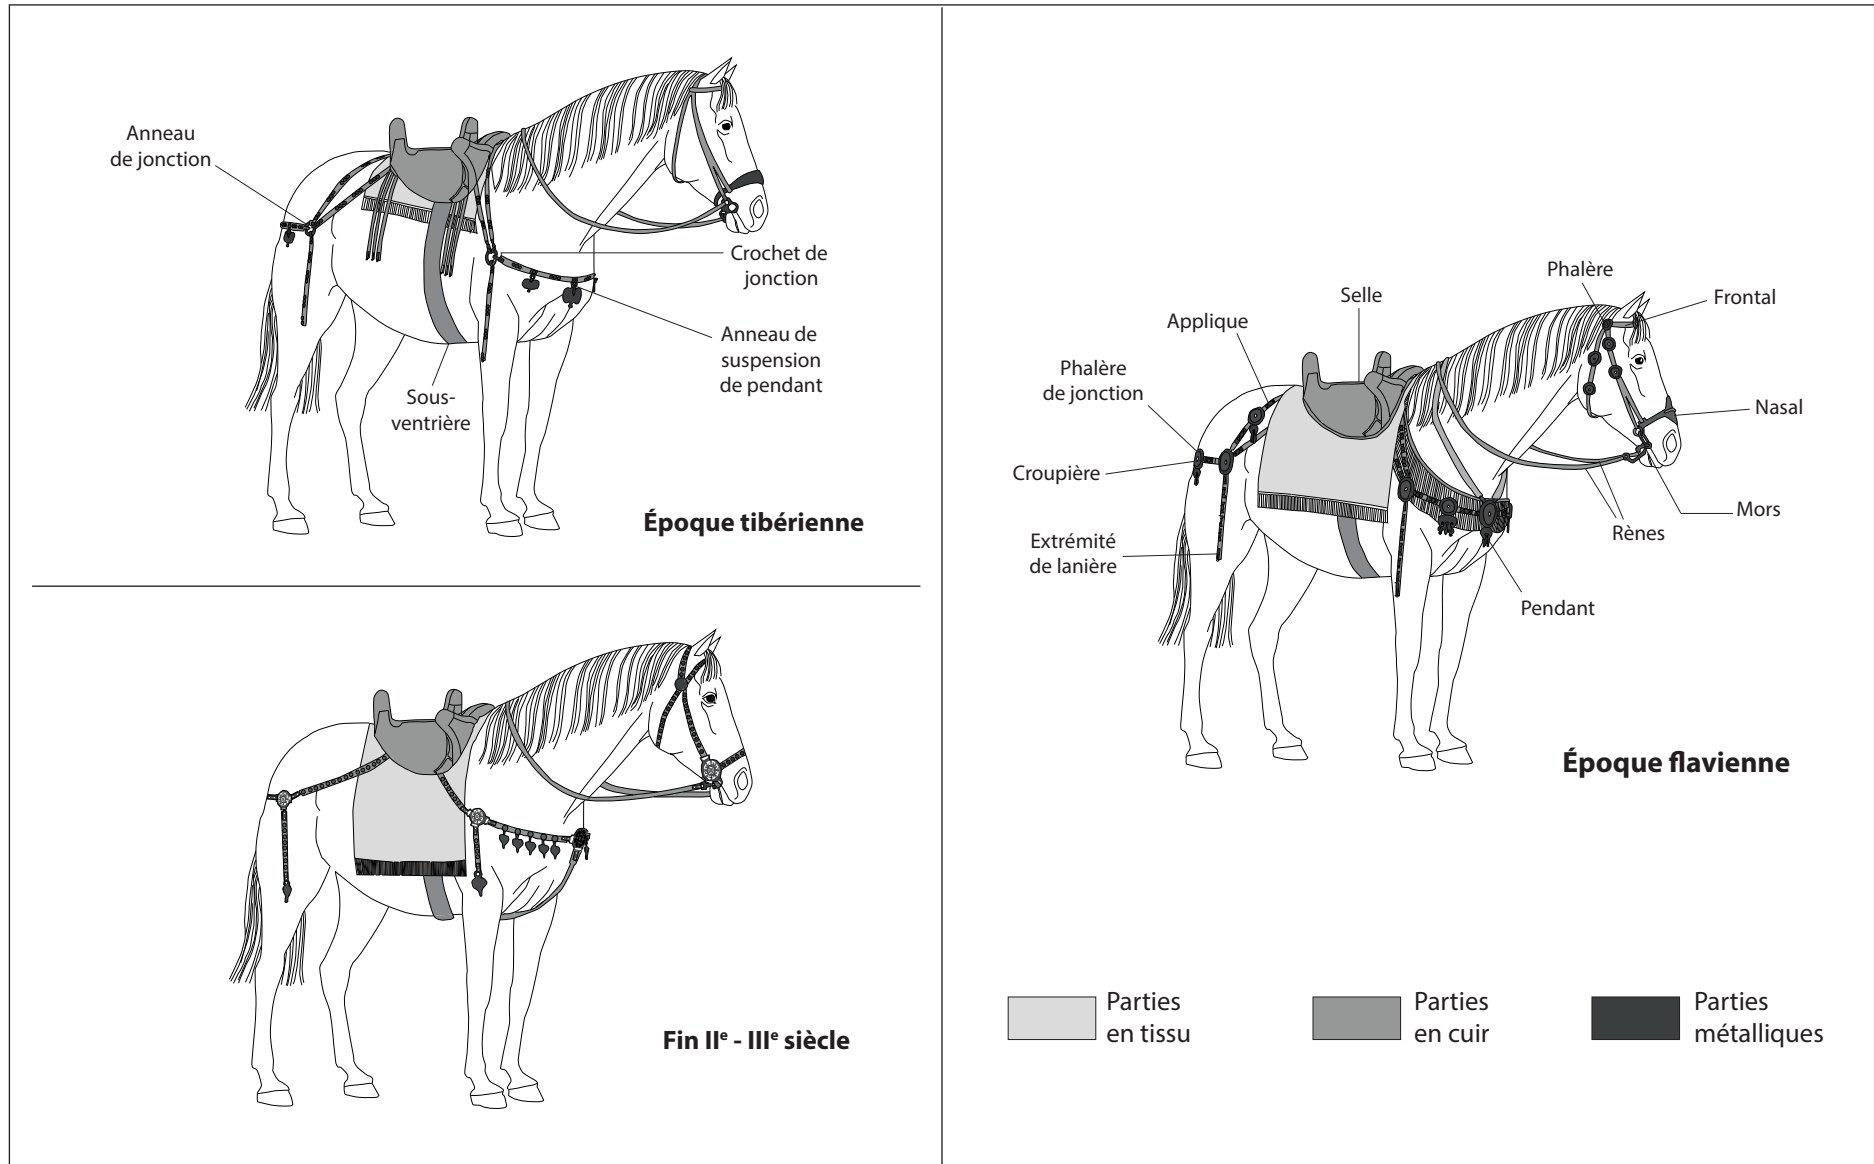 Anneau
de jonction
Crochet de
jonction
Anneau de
suspension
de pendant
Sous-
ventrière
Époque tibérienne
Phalère
Frontal
Selle
Applique
Phalère
de jonction
Nasal
Croupière
Mors
Rènes
Extrémité
de lanière
Pendant
Époque flavienne
Fin IIᵉ - IIIᵉ siècle
Parties
en tissu
Parties
en cuir
Parties
métalliques